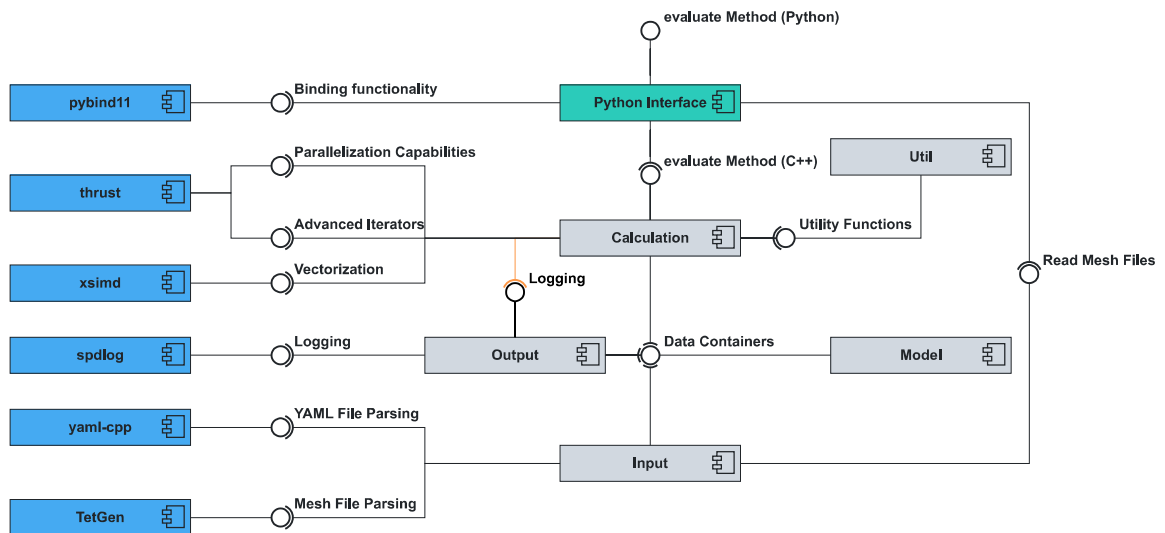 evaluate Method (Python)
pybind11
Binding functionality
Python Interface
Parallelization Capabilities
evaluate Method (C++)
Util
thrust
Advanced Iterators
Calculation
Utility Functions
xsimd
Vectorization
Logging
Read Mesh Files
spdlog
Logging
Output
Data Containers
Model
yaml-cpp
YAML File Parsing
Input
TetGen
Mesh File Parsing